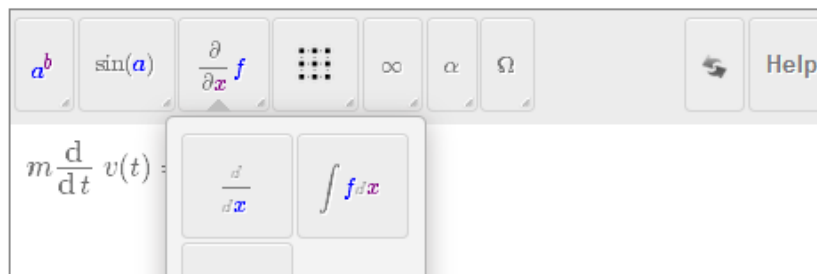 a^b sin(a) ∂/∂x f ∞ α Ω Help
m d/dt v(t) =
d/dx ∫ f dx